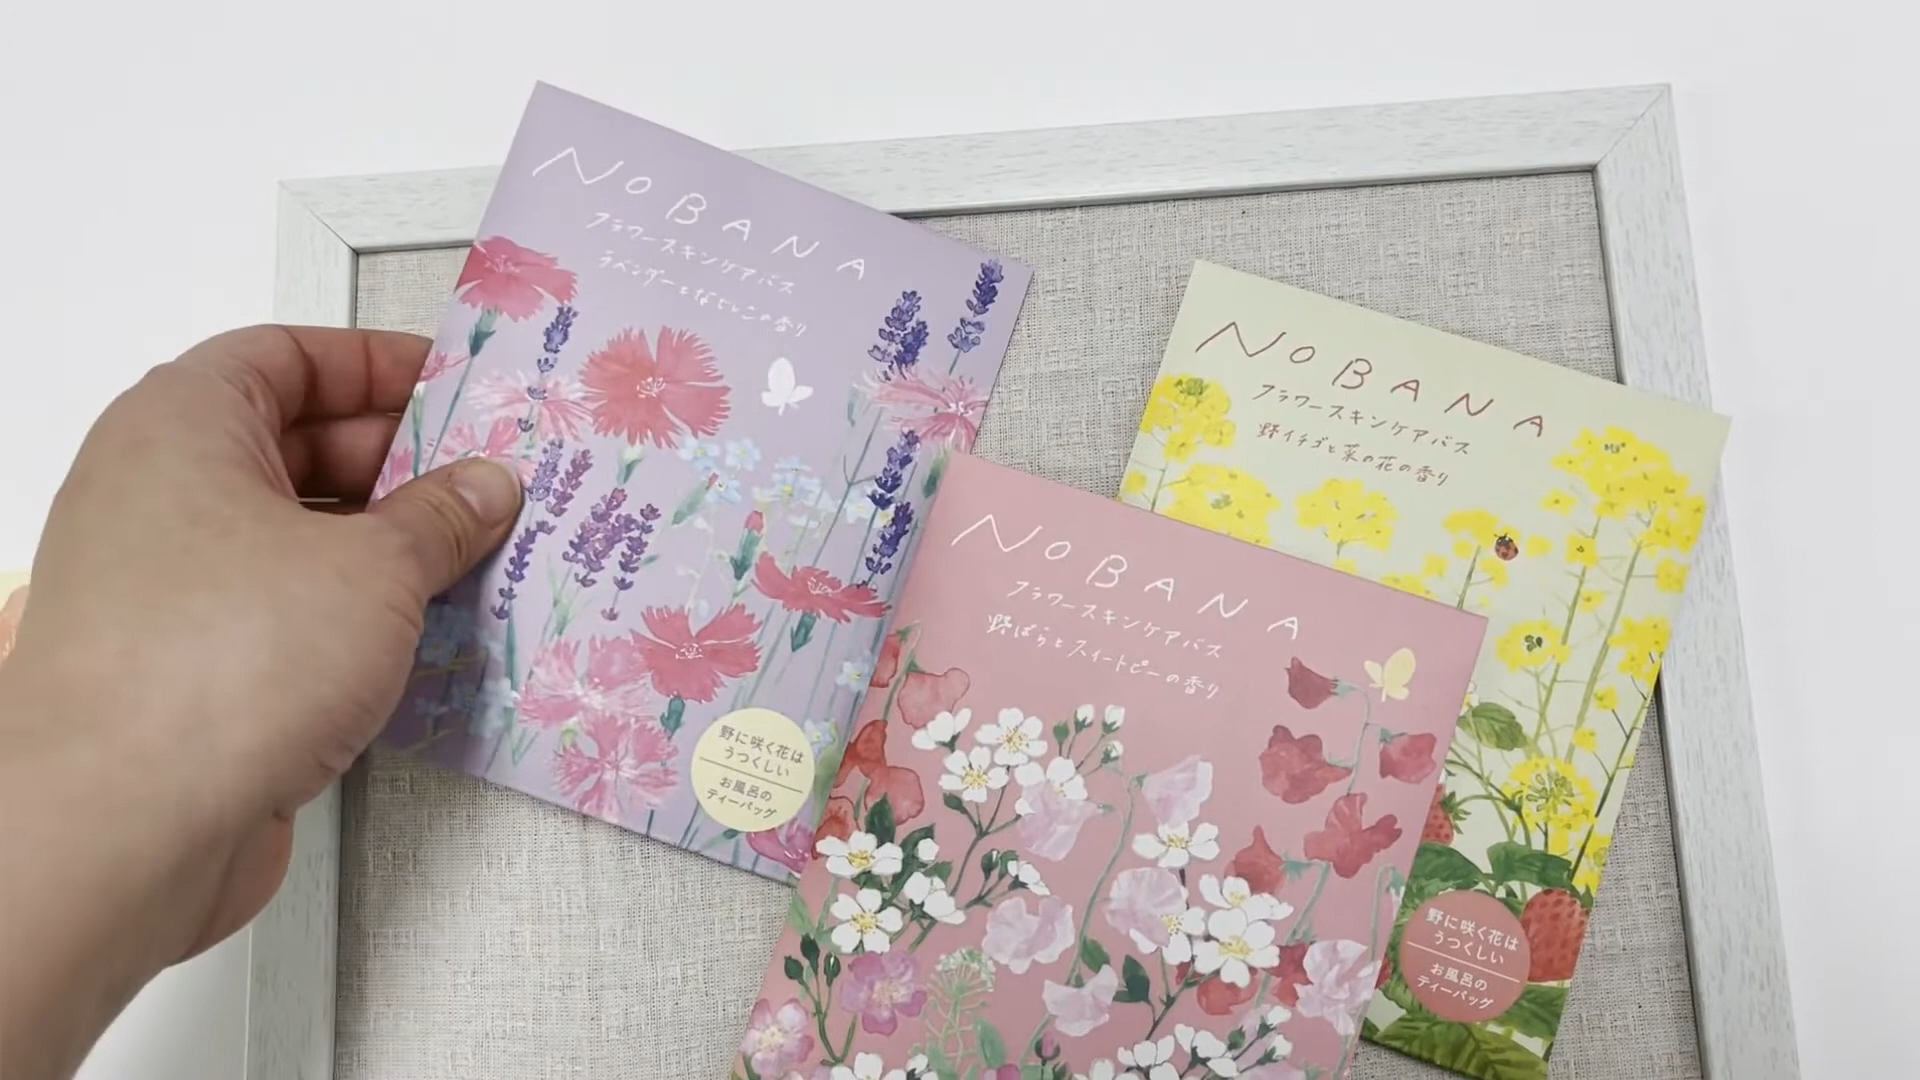 NOBANA
フラワースキンケアバス
ラベンダーとなでしこの香り
野に咲く花は
うつくしい
お風呂の
ティーバッグ
NOBANA
フラワースキンケアバス
野ばらとスイートピーの香り
NOBANA
フラワースキンケアバス
野イチゴと菜の花の香り
野に咲く花は
うつくしい
お風呂の
ティーバッグ